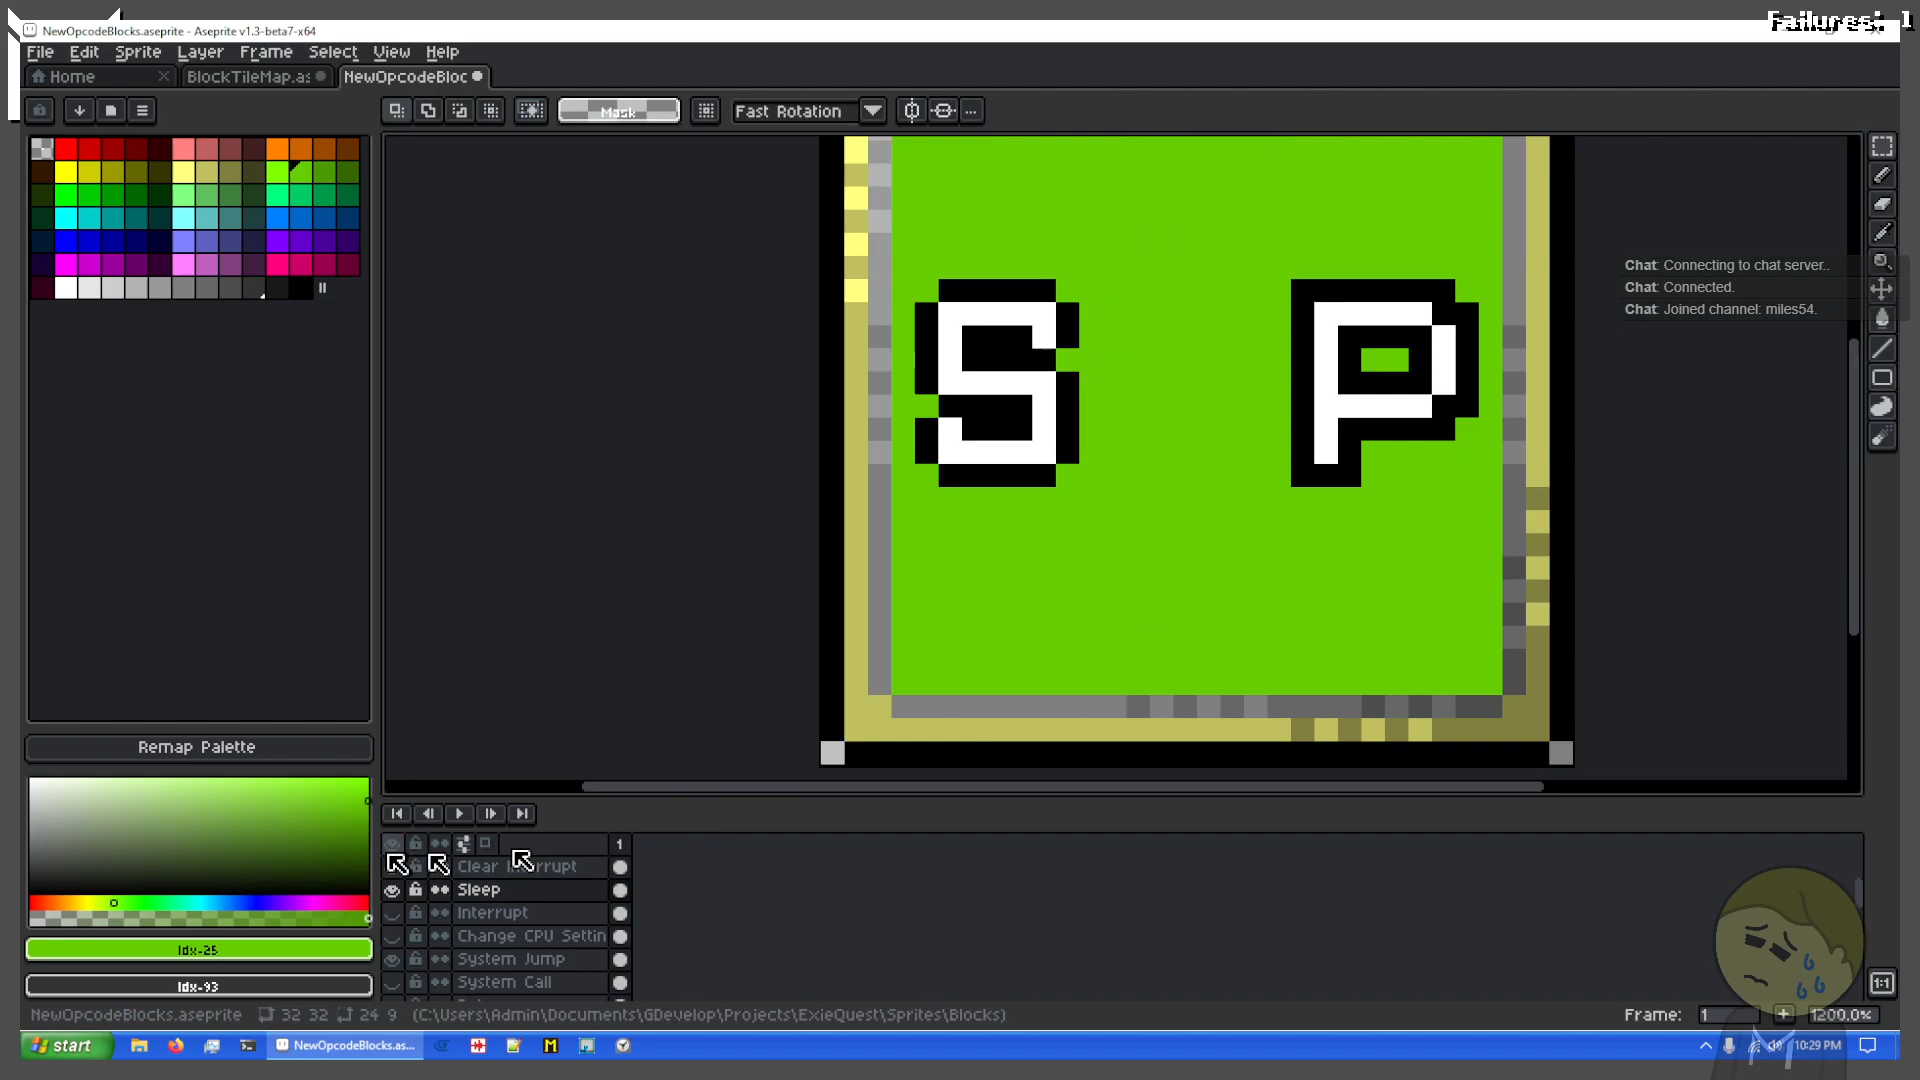 Failures: 1
NewOpcodeBlocks.aseprite - Aseprite v1.3-beta7-x64
File Edit Sprite Layer Frame Select View Help
Home BlockTileMap.as NewOpcodeBloc
Mask Fast Rotation ...
S P
Chat: Connecting to chat server..
Chat: Connected.
Chat: Joined channel: miles54.
Remap Palette
1
Clear Interrupt
Sleep
Interrupt
Change CPU Settin
System Jump
System Call
Idx-25
Idx-93
1:1
NewOpcodeBlocks.aseprite 32 32 24 9 (C:\Users\Admin\Documents\GDevelop\Projects\ExieQuest\Sprites\Blocks) Frame: 1 + 1200.0%
start NewOpcodeBlocks.as... 10:29 PM